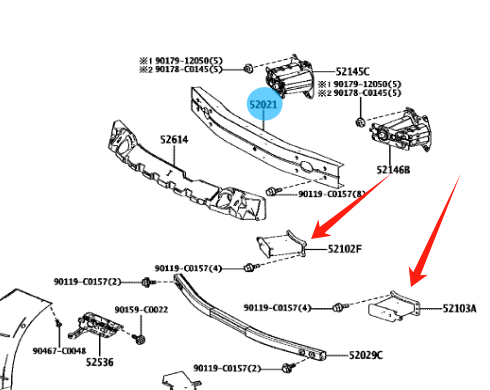 ※1 90179-12050(5)
※2 90178-C0145(5)
52145C
※1 90179-12050(5)
※2 90178-C0145(5)
52021
52614
52146B
90119-C0157(8)
52102F
90119-C0157(4)
90119-C0157(2)
90159-C0022
90119-C0157(4)
52103A
90467-C0048
52536
52029C
90119-C0157(2)